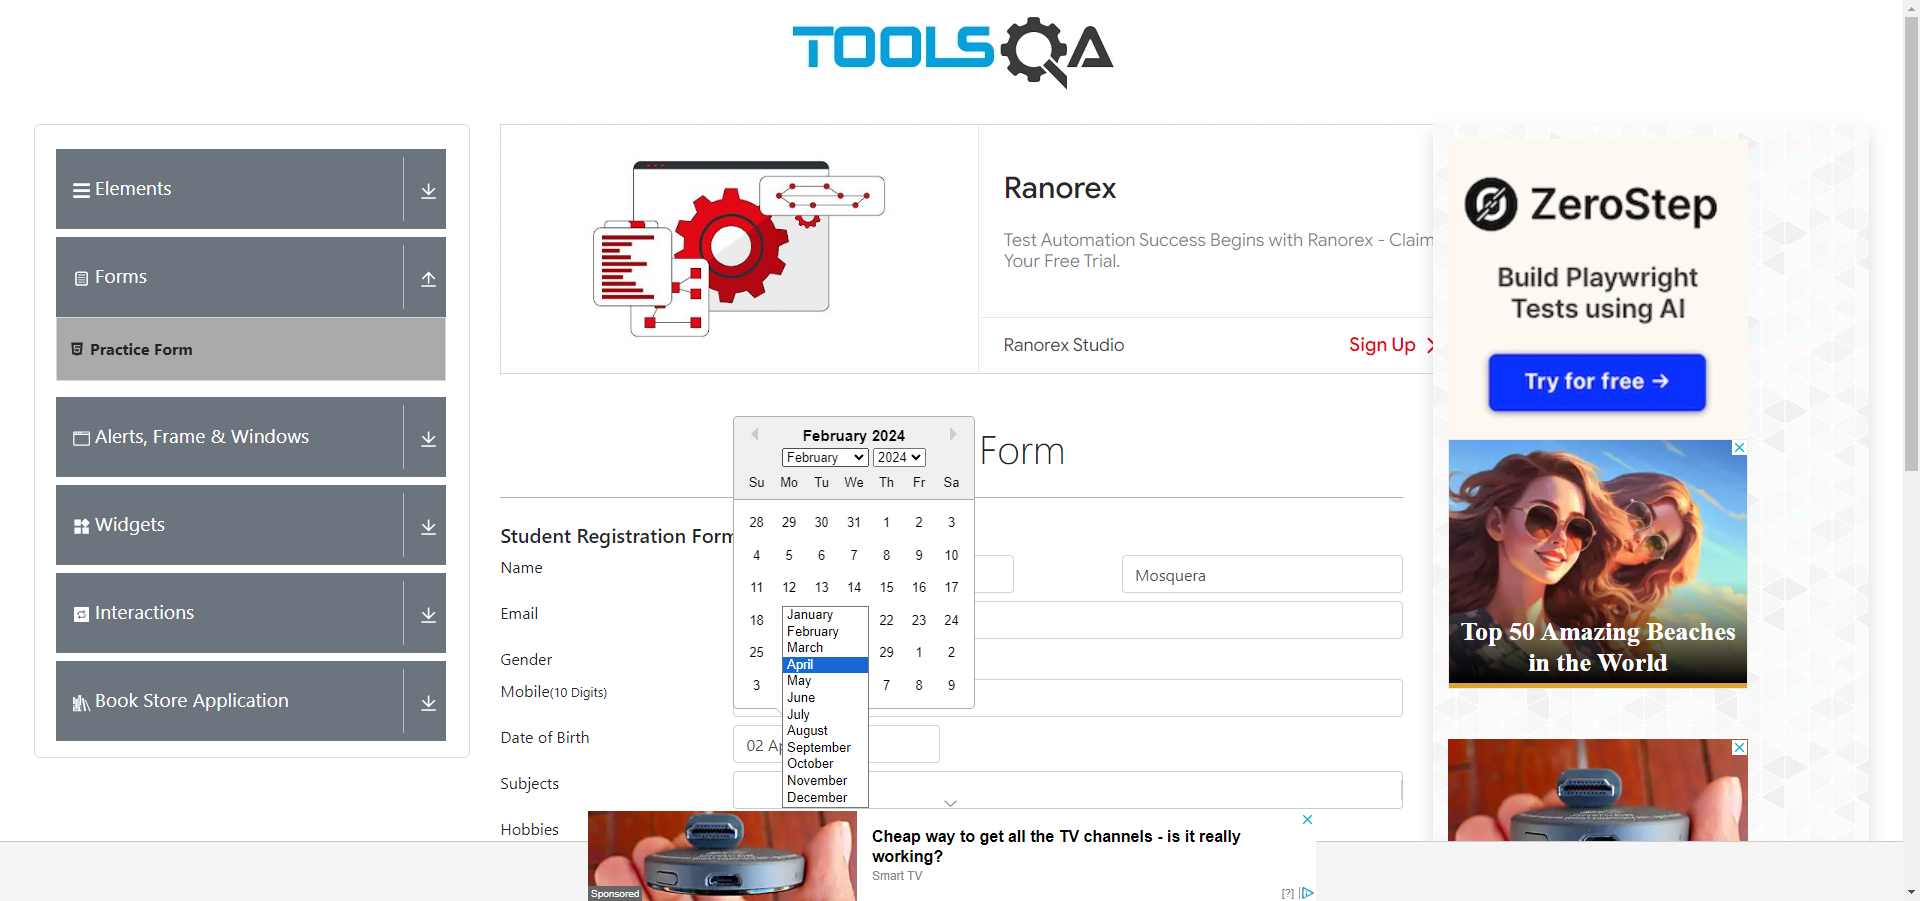 TOOLSQA
Elements
Forms
Practice Form
Alerts, Frame & Windows
Widgets
Interactions
Book Store Application
Ranorex
Test Automation Success Begins with Ranorex - Claim
Your Free Trial.
Ranorex Studio
Sign Up
Form
Student Registration Form
Name
Mosquera
Email
Gender
Mobile(10 Digits)
Date of Birth
02 Ap
Subjects
Hobbies
February 2024
February
2024
Su Mo Tu We Th Fr Sa
28 29 30 31 1 2 3
4 5 6 7 8 9 10
11 12 13 14 15 16 17
18 22 23 24
25 29 1 2
3 7 8 9
January
February
March
April
May
June
July
August
September
October
November
December
ZeroStep
Build Playwright
Tests using AI
Try for free →
Top 50 Amazing Beaches
in the World
Cheap way to get all the TV channels - is it really
working?
Smart TV
Sponsored
[?]